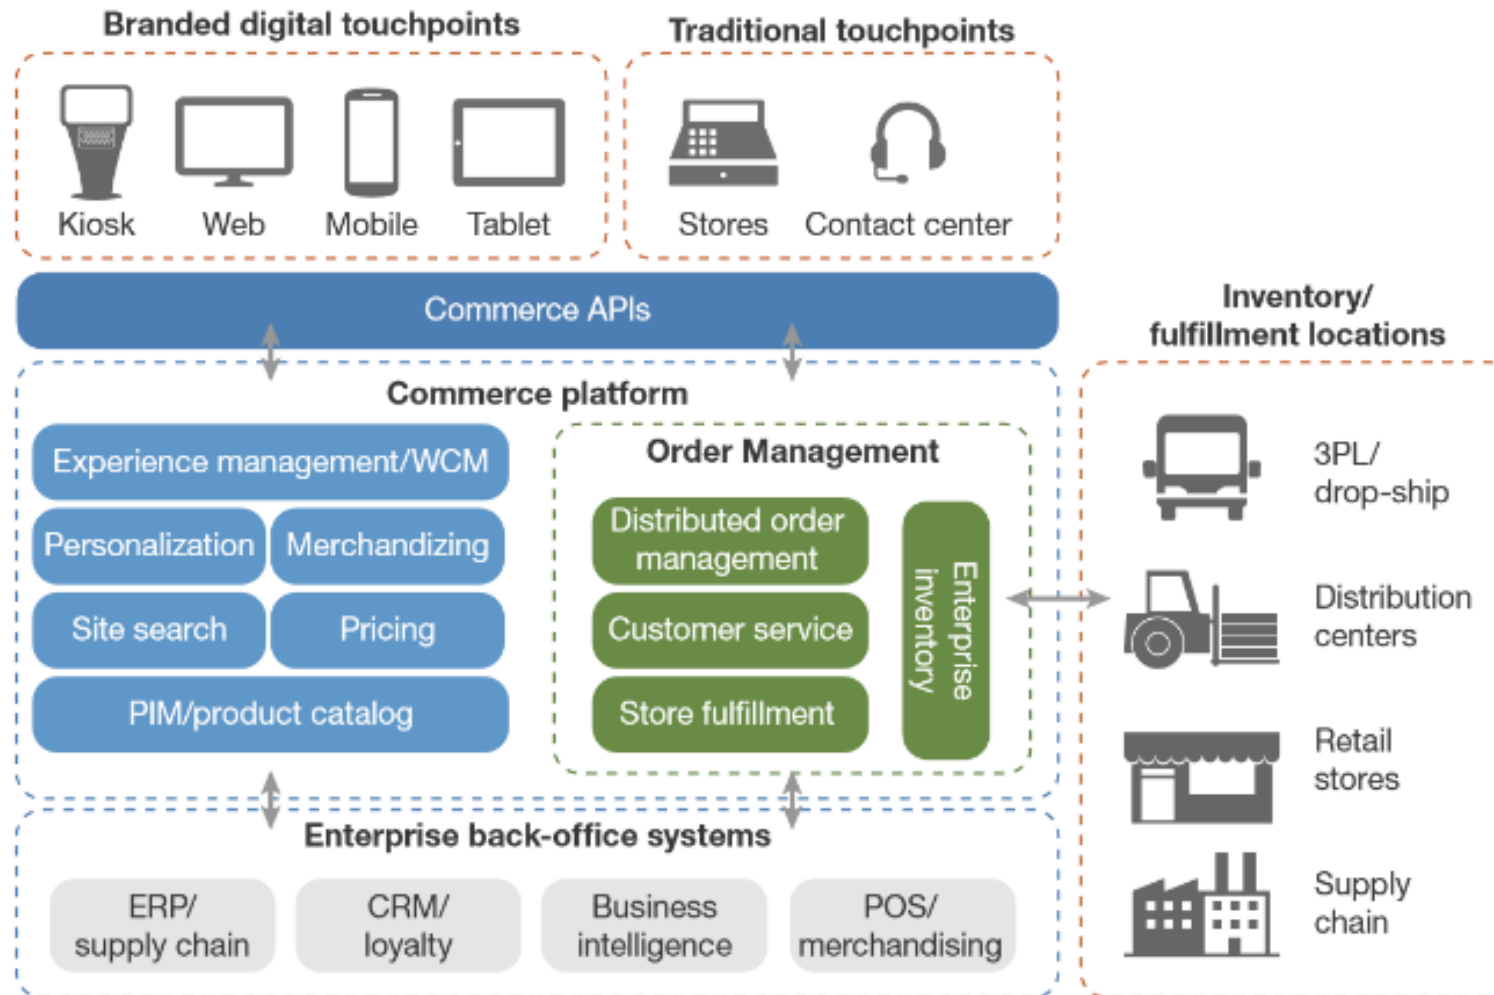 Branded digital touchpoints
Traditional touchpoints
Kiosk
Web
Mobile
Tablet
Stores
Contact center
Commerce APIs
Inventory/
fulfillment locations
Commerce platform
Experience management/WCM
Personalization
Merchandizing
Site search
Pricing
PIM/product catalog
Order Management
Distributed order
management
Customer service
Store fulfillment
Enterprise
inventory
3PL/
drop-ship
Distribution
centers
Retail
stores
Supply
chain
Enterprise back-office systems
ERP/
supply chain
CRM/
loyalty
Business
intelligence
POS/
merchandising